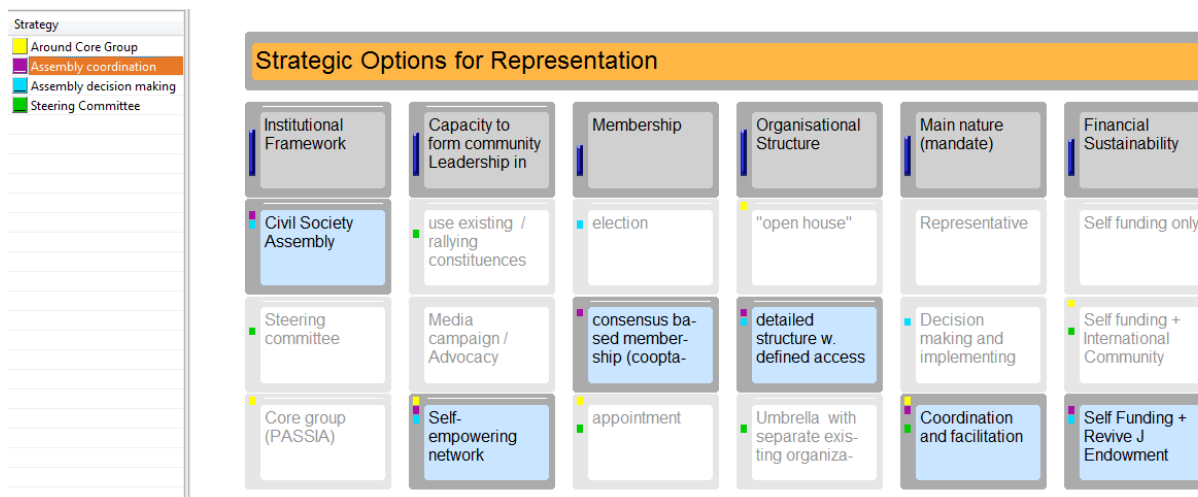 Strategy
Around Core Group
Assembly coordination
Assembly decision making
Steering Committee
Strategic Options for Representation
Institutional
Framework
Capacity to
form community
Leadership in
Membership
Organisational
Structure
Main nature
(mandate)
Financial
Sustainability
Civil Society
Assembly
use existing /
rallying
constituences
election
"open house"
Representative
Self funding only
Steering
committee
Media
campaign /
Advocacy
consensus ba-
sed member-
ship (coopta-
detailed
structure w.
defined access
Decision
making and
implementing
Self funding +
International
Community
Core group
(PASSIA)
Self-
empowering
network
appointment
Umbrella with
separate exis-
ting organiza-
Coordination
and facilitation
Self Funding +
Revive J
Endowment